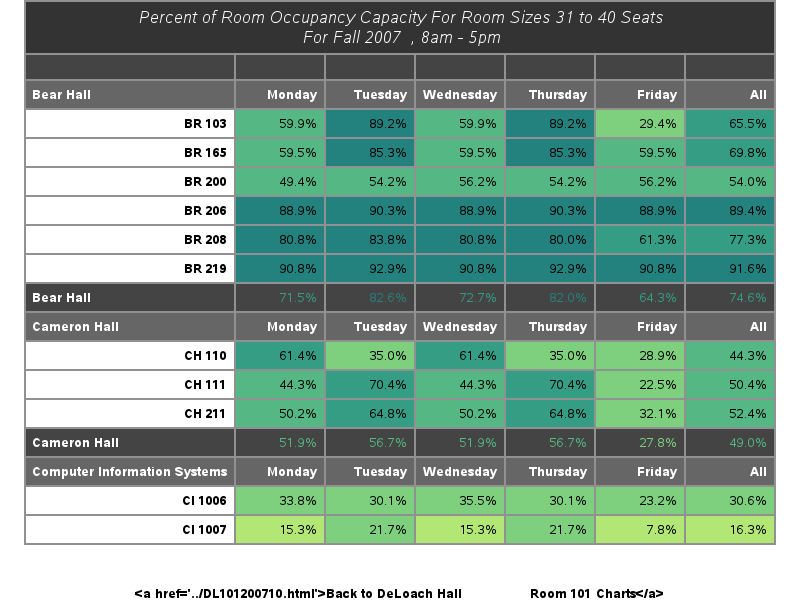 Percent of Room Occupancy Capacity For Room Sizes 31 to 40 Seats
For Fall 2007 , 8am - 5pm
Bear Hall Monday Tuesday Wednesday Thursday Friday All
BR 103 59.9% 89.2% 59.9% 89.2% 29.4% 65.5%
BR 165 59.5% 85.3% 59.5% 85.3% 59.5% 69.8%
BR 200 49.4% 54.2% 56.2% 54.2% 56.2% 54.0%
BR 206 88.9% 90.3% 88.9% 90.3% 88.9% 89.4%
BR 208 80.8% 83.8% 80.8% 80.0% 61.3% 77.3%
BR 219 90.8% 92.9% 90.8% 92.9% 90.8% 91.6%
Bear Hall 71.5% 82.6% 72.7% 82.0% 64.3% 74.6%
Cameron Hall Monday Tuesday Wednesday Thursday Friday All
CH 110 61.4% 35.0% 61.4% 35.0% 28.9% 44.3%
CH 111 44.3% 70.4% 44.3% 70.4% 22.5% 50.4%
CH 211 50.2% 64.8% 50.2% 64.8% 32.1% 52.4%
Cameron Hall 51.9% 56.7% 51.9% 56.7% 27.8% 49.0%
Computer Information Systems Monday Tuesday Wednesday Thursday Friday All
CI 1006 33.8% 30.1% 35.5% 30.1% 23.2% 30.6%
CI 1007 15.3% 21.7% 15.3% 21.7% 7.8% 16.3%
<a href='../DL101200710.html'>Back to DeLoach Hall Room 101 Charts</a>